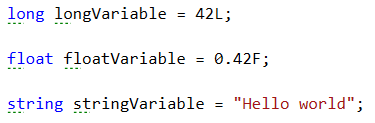 long longVariable = 42L;
float floatVariable = 0.42F;
string stringVariable = "Hello world";